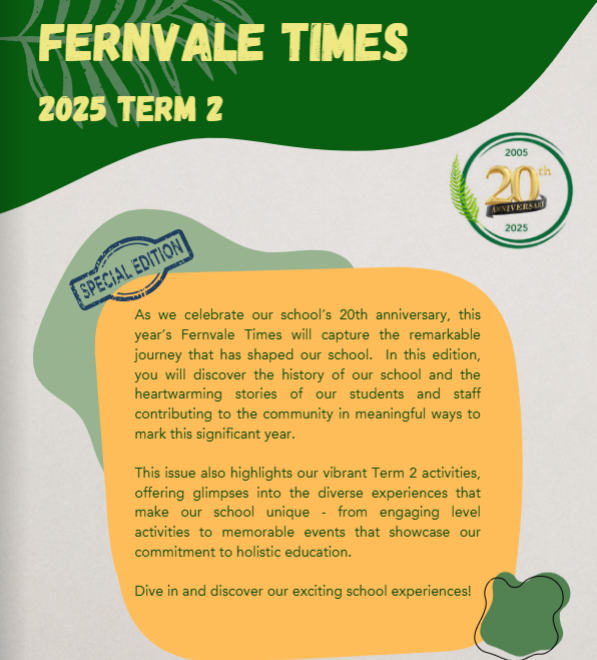 FERNVALE TIMES
2025 TERM 2
2005
20th
ANNIVERSARY
2025
SPECIAL EDITION
As we celebrate our school's 20th anniversary, this
year's Fernvale Times will capture the remarkable
journey that has shaped our school. In this edition,
you will discover the history of our school and the
heartwarming stories of our students and staff
contributing to the community in meaningful ways to
mark this significant year.
This issue also highlights our vibrant Term 2 activities,
offering glimpses into the diverse experiences that
make our school unique - from engaging level
activities to memorable events that showcase our
commitment to holistic education.
Dive in and discover our exciting school experiences!